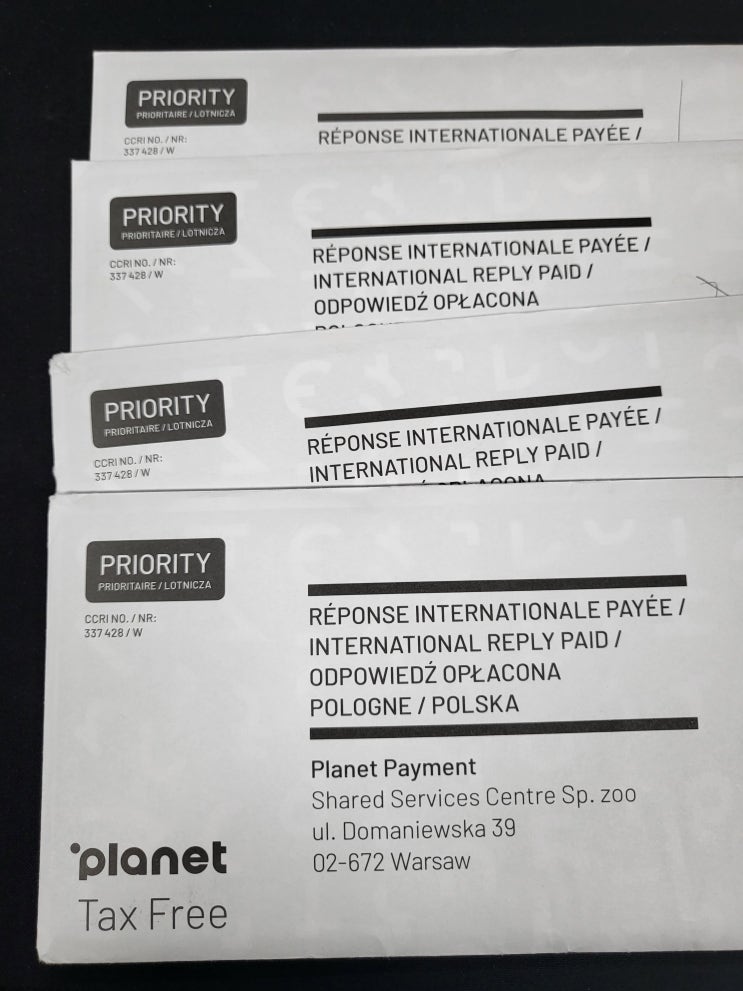 PRIORITY
PRIORITAIRE / LOTNICZA
CCRI NO. / NR:
337 428 / W
RÉPONSE INTERNATIONALE PAYÉE /
PRIORITY
PRIORITAIRE / LOTNICZA
CCRI NO. / NR:
337 428 / W
RÉPONSE INTERNATIONALE PAYÉE /
INTERNATIONAL REPLY PAID /
ODPOWIEDŹ OPŁACONA
PRIORITY
PRIORITAIRE / LOTNICZA
CCRI NO. / NR:
337 428 / W
RÉPONSE INTERNATIONALE PAYÉE /
INTERNATIONAL REPLY PAID /
PRIORITY
PRIORITAIRE / LOTNICZA
CCRI NO. / NR:
337 428 / W
RÉPONSE INTERNATIONALE PAYÉE /
INTERNATIONAL REPLY PAID /
ODPOWIEDŹ OPŁACONA
POLOGNE / POLSKA
Planet Payment
Shared Services Centre Sp. zoo
ul. Domaniewska 39
02-672 Warsaw
planet
Tax Free